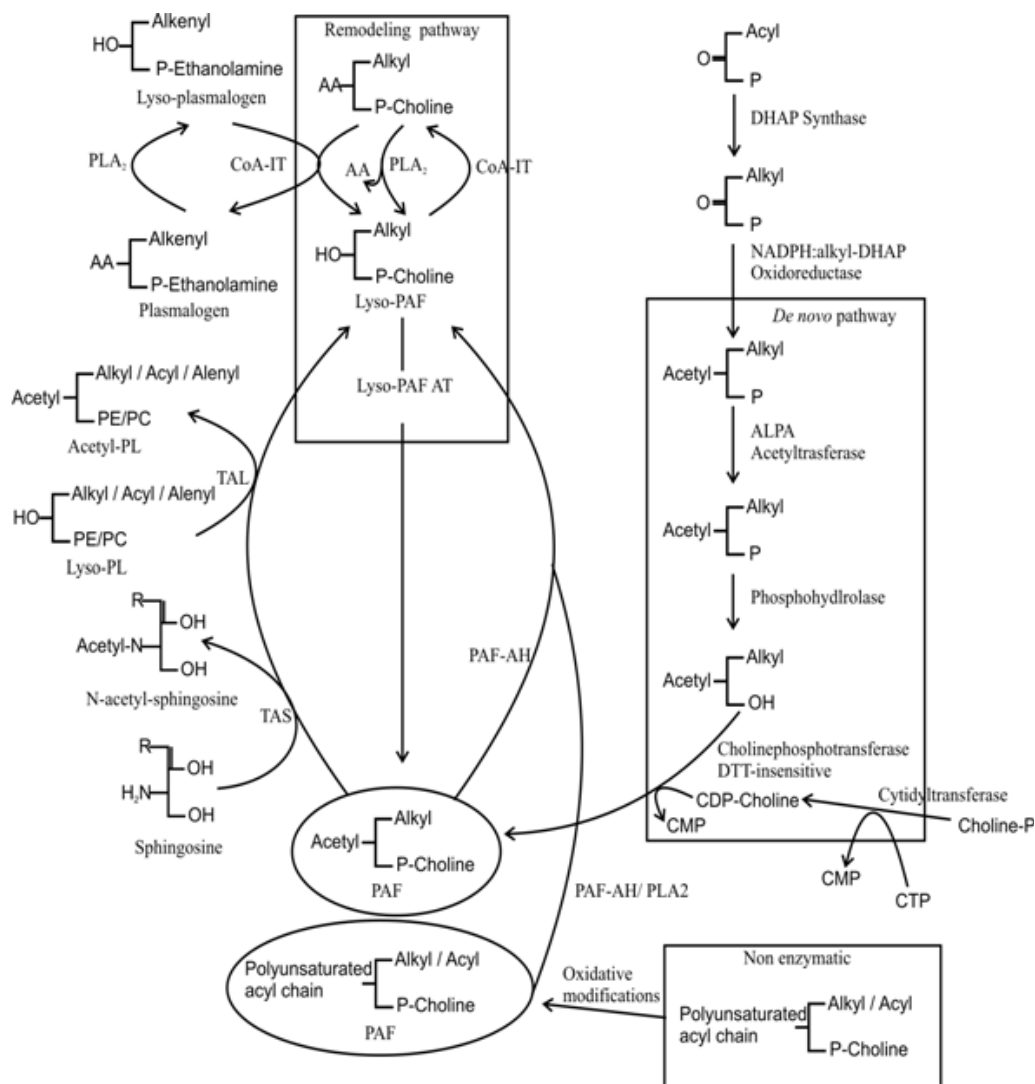 Alkenyl
HO
P-Ethanolamine
Lyso-plasmalogen
PLA₂
CoA-IT
Alkenyl
AA
P-Ethanolamine
Plasmalogen
Remodeling pathway
Alkyl
AA
P-Choline
AA
PLA₂
CoA-IT
Alkyl
HO
P-Choline
Lyso-PAF
Lyso-PAF AT
Acyl
O
P
DHAP Synthase
Alkyl
O
P
NADPH:alkyl-DHAP
Oxidoreductase
De novo pathway
Alkyl
Acetyl
P
ALPA
Acetyltrasferase
Alkyl
Acetyl
P
Phosphohydlrolase
Alkyl
Acetyl
OH
Cholinephosphotransferase
DTT-insensitive
CDP-Choline
Cytidyltransferase
CMP
Choline-P
CMP
CTP
Alkyl / Acyl / Alenyl
Acetyl
PE/PC
Acetyl-PL
TAL
Alkyl / Acyl / Alenyl
HO
PE/PC
Lyso-PL
R
OH
Acetyl-N
OH
N-acetyl-sphingosine
TAS
R
OH
H₂N
OH
Sphingosine
PAF-AH
Alkyl
Acetyl
P-Choline
PAF
PAF-AH/ PLA2
Polyunsaturated
acyl chain
Alkyl / Acyl
P-Choline
PAF
Oxidative
modifications
Non enzymatic
Polyunsaturated
acyl chain
Alkyl / Acyl
P-Choline